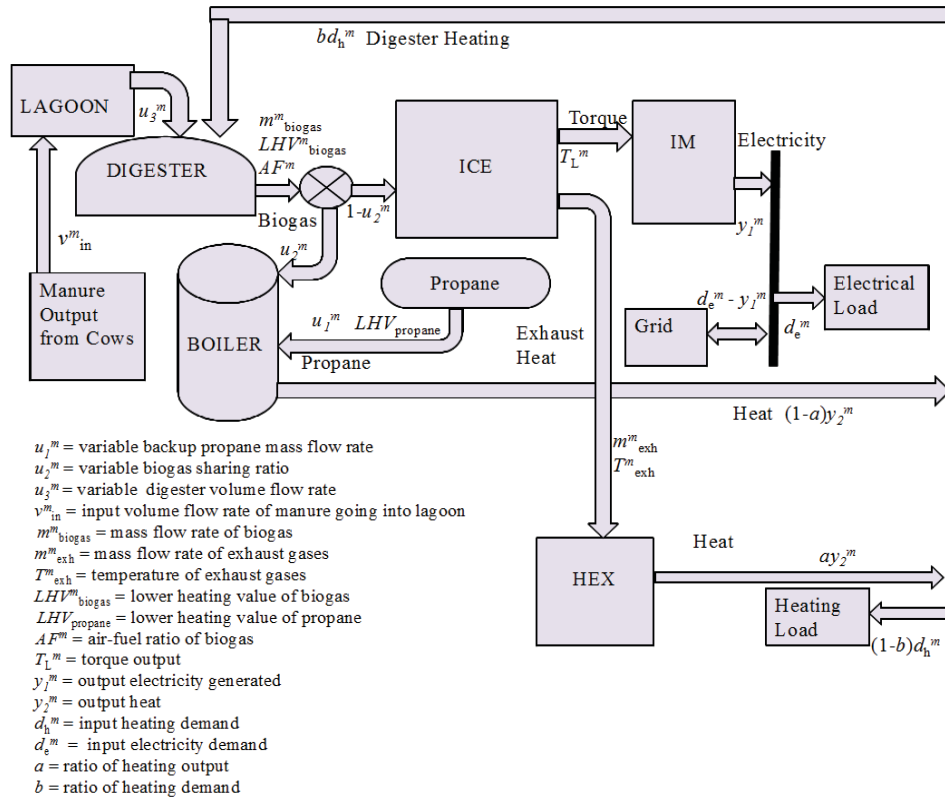 bd_h^m Digester Heating
LAGOON
u_3^m
DIGESTER
m^m_biogas
LHV^m_biogas
AF^m
Biogas
1-u_2^m
u_2^m
ICE
Torque
T_L^m
IM
Electricity
y_1^m
v^m_in
Manure
Output
from Cows
BOILER
Propane
u_1^m
LHV_propane
Propane
Exhaust
Heat
Grid
d_e^m - y_1^m
d_e^m
Electrical
Load
Heat (1-a)y_2^m
m^m_exh
T^m_exh
HEX
Heat
ay_2^m
Heating
Load
(1-b)d_h^m
u_1^m = variable backup propane mass flow rate
u_2^m = variable biogas sharing ratio
u_3^m = variable digester volume flow rate
v^m_in = input volume flow rate of manure going into lagoon
m^m_biogas = mass flow rate of biogas
m^m_exh = mass flow rate of exhaust gases
T^m_exh = temperature of exhaust gases
LHV^m_biogas = lower heating value of biogas
LHV_propane = lower heating value of propane
AF^m = air-fuel ratio of biogas
T_L^m = torque output
y_1^m = output electricity generated
y_2^m = output heat
d_h^m = input heating demand
d_e^m = input electricity demand
a = ratio of heating output
b = ratio of heating demand